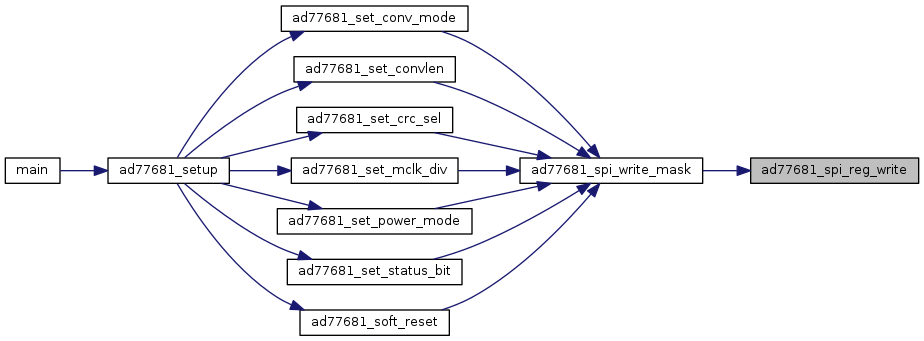 ad77681_set_conv_mode
ad77681_set_convlen
ad77681_set_crc_sel
main
ad77681_setup
ad77681_set_mclk_div
ad77681_spi_write_mask
ad77681_spi_reg_write
ad77681_set_power_mode
ad77681_set_status_bit
ad77681_soft_reset